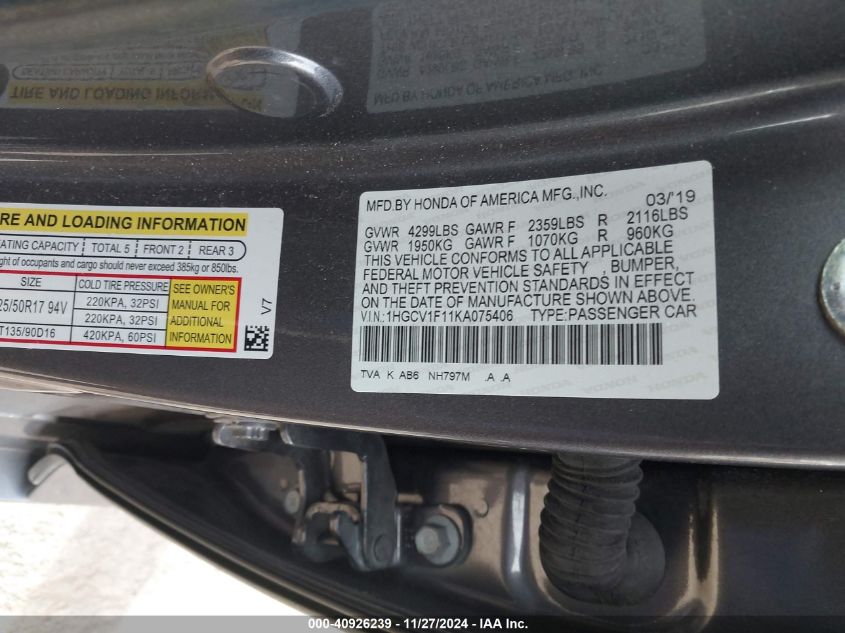 MFD.BY HONDA OF AMERICA MFG.,INC. 03/'19
GVWR 4299LBS GAWR F 2359LBS R 2116LBS
GVWR 1950KG GAWR F 1070KG R 960KG
THIS VEHICLE CONFORMS TO ALL APPLICABLE
FEDERAL MOTOR VEHICLE SAFETY , BUMPER,
AND THEFT PREVENTION STANDARDS IN EFFECT
ON THE DATE OF MANUFACTURE SHOWN ABOVE.
V.I.N:1HGCV1F11KA075406 TYPE:PASSENGER CAR
TVA K AB6 NH797M .A .A
RE AND LOADING INFORMATION
EATING CAPACITY TOTAL 5 FRONT 2 REAR 3
ght of occupants and cargo should never exceed 385kg or 850lbs.
SIZE COLD TIRE PRESSURE SEE OWNER'S
MANUAL FOR
ADDITIONAL
INFORMATION
25/50R17 94V 220KPA, 32PSI
220KPA, 32PSI
T135/90D16 420KPA, 60PSI
V7
000-40926239 - 11/27/2024 - Copyright © 2024 IAA, Inc.